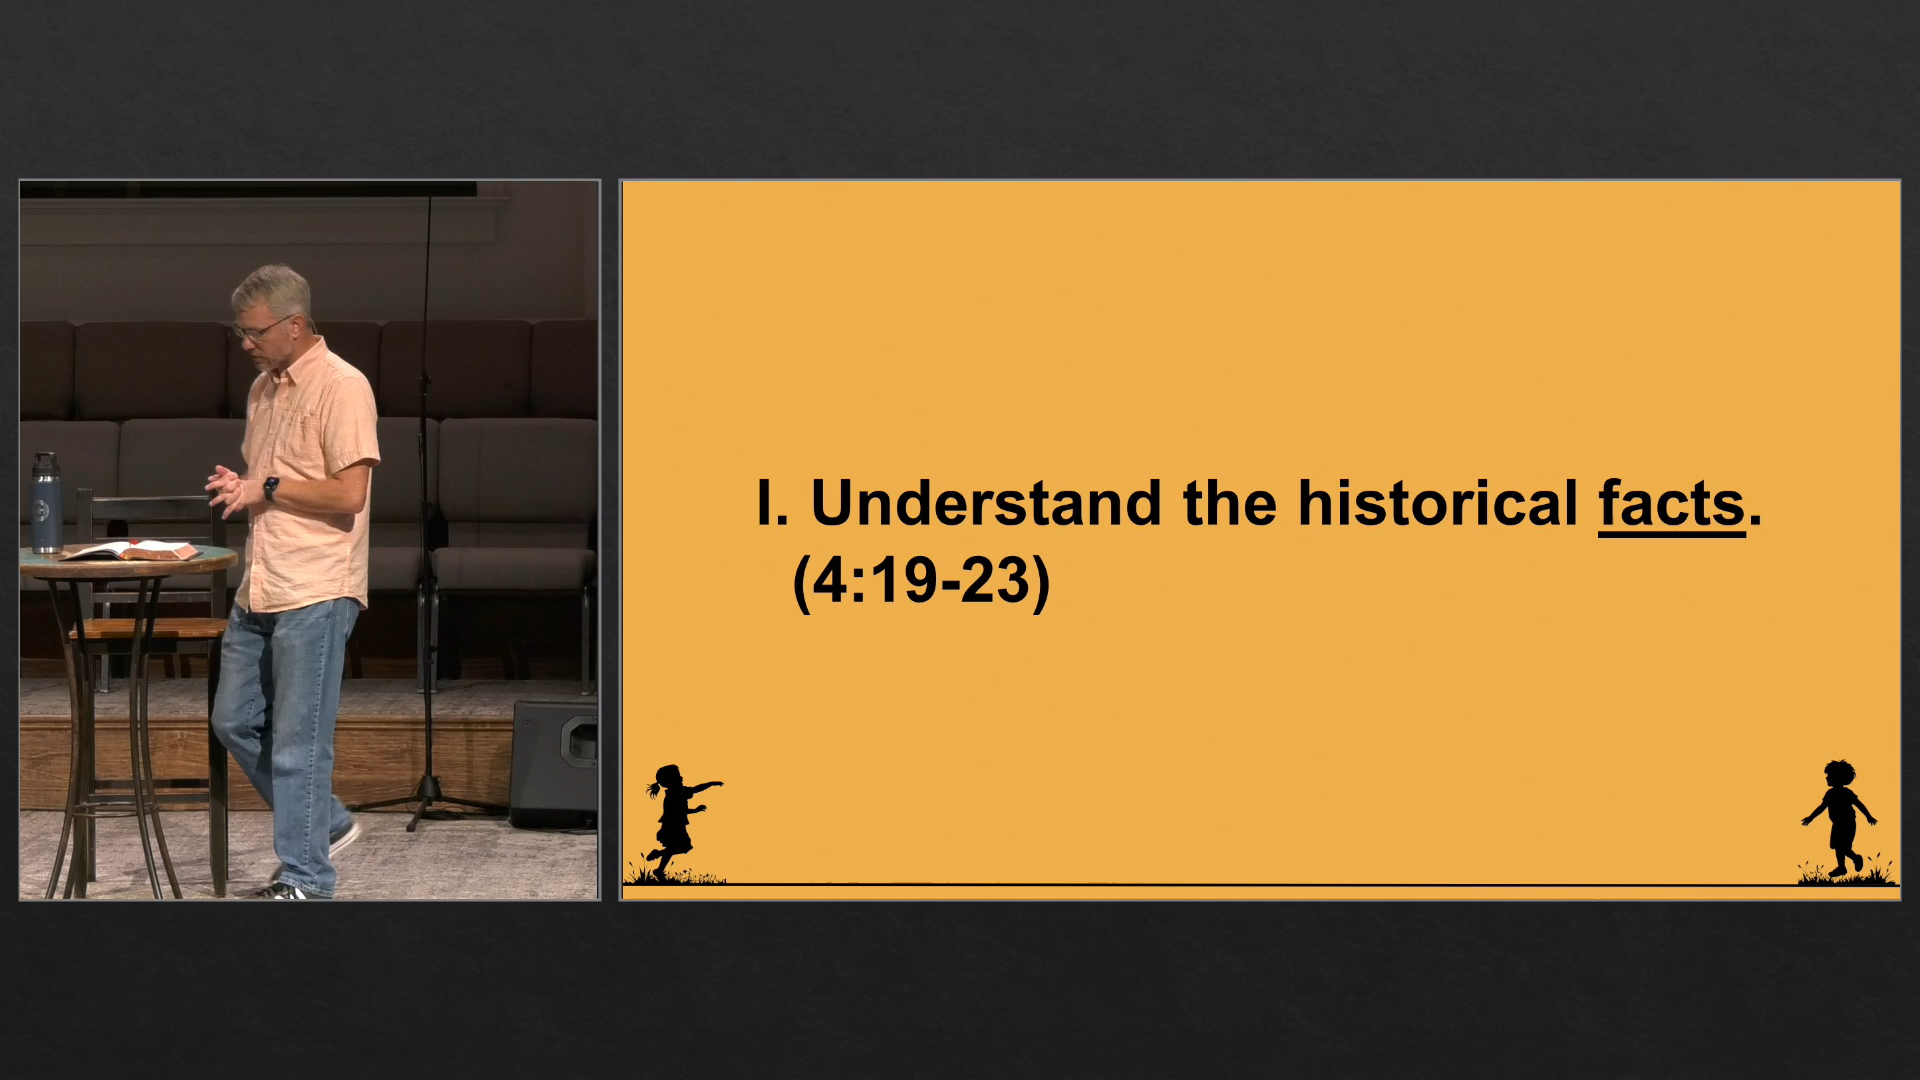 I. Understand the historical facts.
(4:19-23)